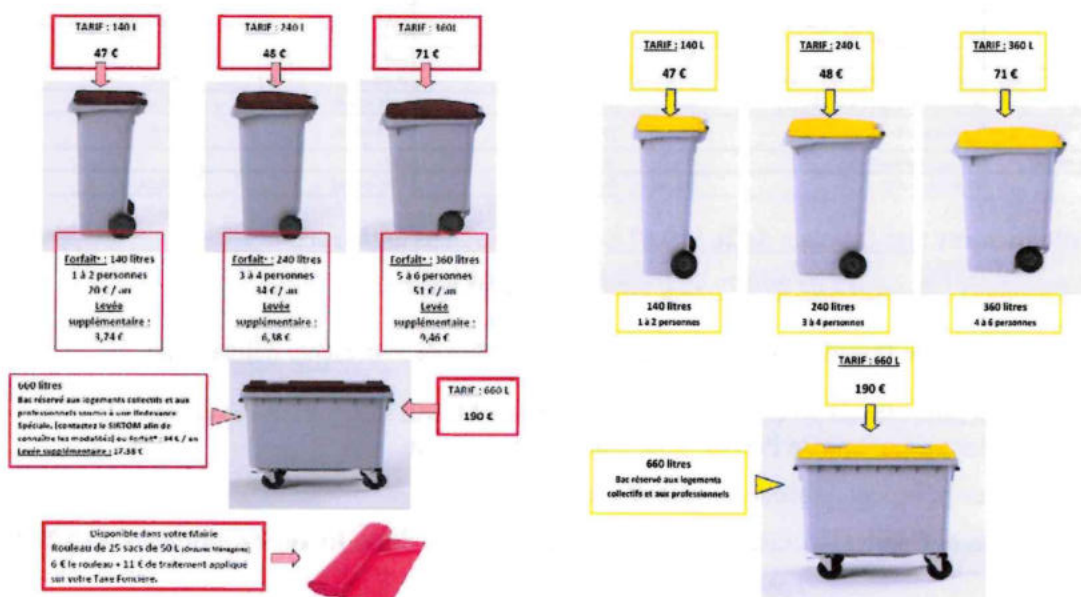 TARIF : 140 L
47 €
TARIF : 240 L
48 €
TARIF : 360L
71 €
Forfait* : 140 litres
1 à 2 personnes
20 € / an
Levée
supplémentaire :
3,74 €
Forfait* : 240 litres
3 à 4 personnes
34 € / an
Levée
supplémentaire :
6,38 €
Forfait* : 360 litres
5 à 6 personnes
51 € / an
Levée
supplémentaire :
9,46 €
660 litres
Bac réservé aux logements collectifs et aux
professionnels soumis à une Redevance
Spéciale, (contactez le SIRTOM afin de
connaître les modalités) ou Forfait* : 94 € / an
Levée supplémentaire : 17.38 €
TARIF : 660 L
190 €
Disponible dans votre Mairie
Rouleau de 25 sacs de 50 L (Ordures Ménagères)
6 € le rouleau + 11 € de traitement appliqué
sur votre Taxe Foncière.
TARIF : 140 L
47 €
TARIF : 240 L
48 €
TARIF : 360 L
71 €
140 litres
1 à 2 personnes
240 litres
3 à 4 personnes
360 litres
4 à 6 personnes
TARIF : 660 L
190 €
660 litres
Bac réservé aux logements
collectifs et aux professionnels